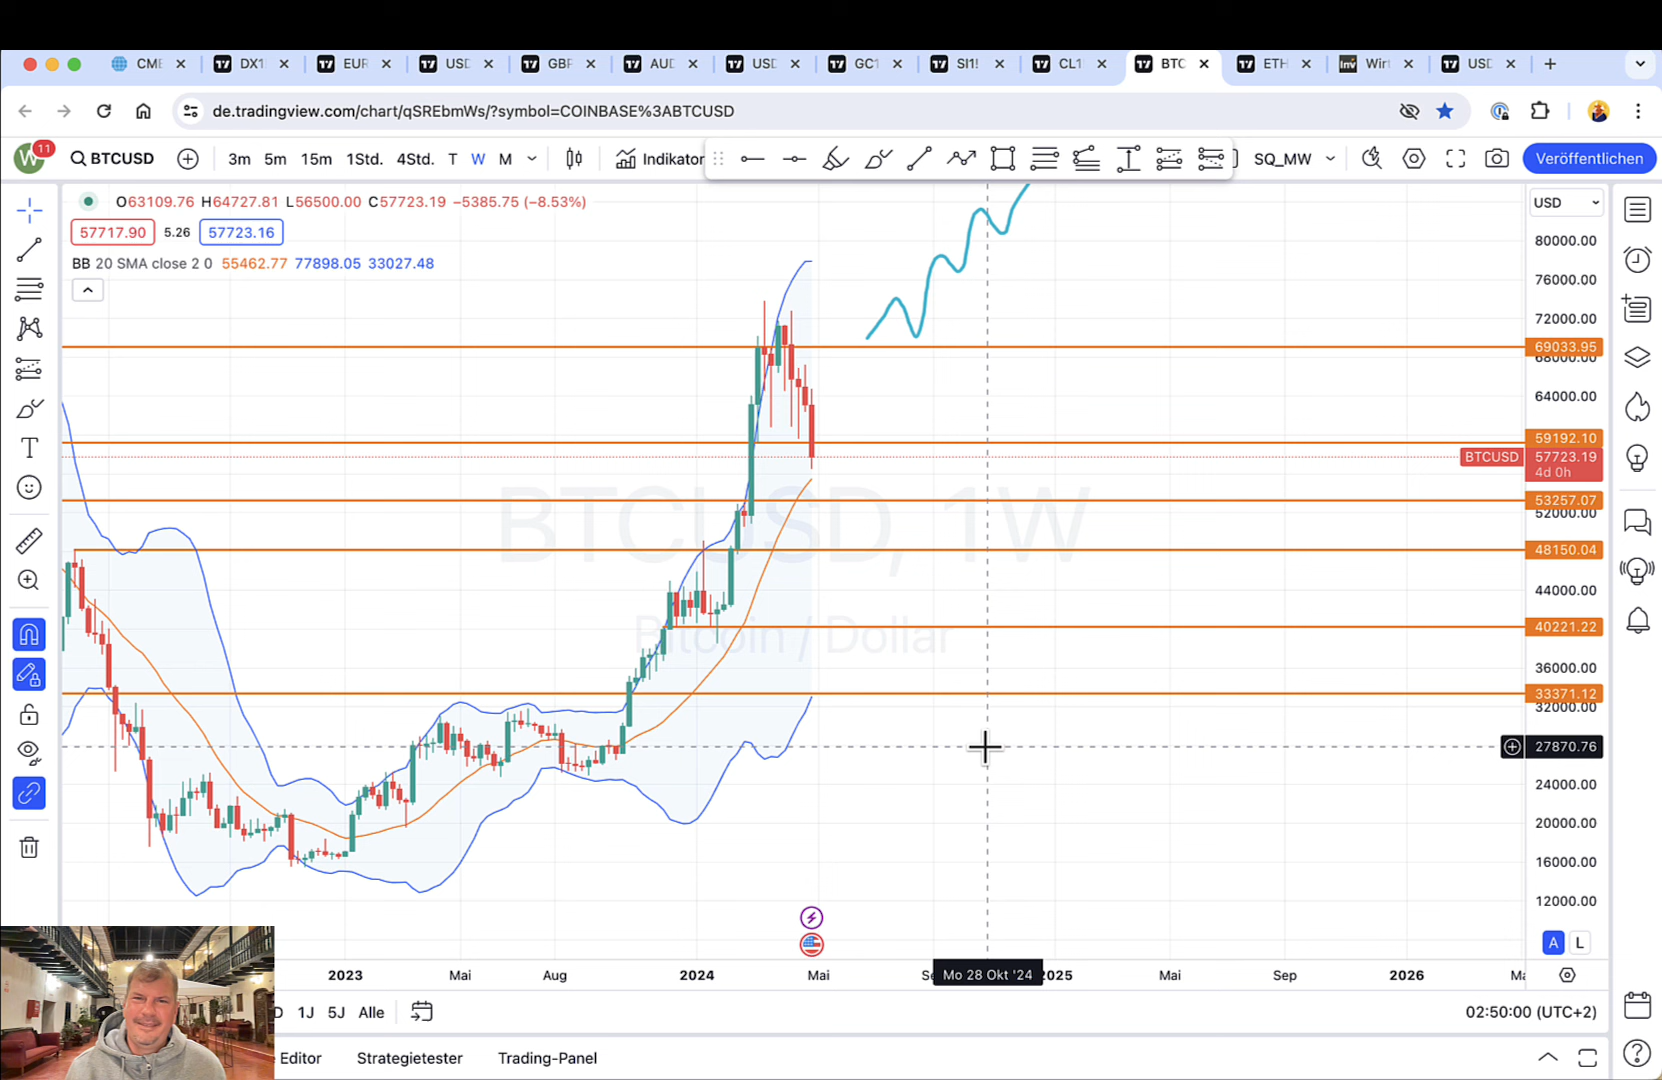 CME DX1 EUR USD GBP AUD USD GC1 SI1! CL1 BTC ETH Inv Wirt USD
de.tradingview.com/chart/qSREbmWs/?symbol=COINBASE%3ABTCUSD
W 11 BTCUSD 3m 5m 15m 1Std. 4Std. T W M Indikator SQ_MW Veröffentlichen
O63109.76 H64727.81 L56500.00 C57723.19 −5385.75 (−8.53%)
USD
57717.90 5.26 57723.16
80000.00
BB 20 SMA close 2 0 55462.77 77898.05 33027.48
76000.00
72000.00
69033.95
68000.00
64000.00
59192.10
BTCUSD 57723.19
4d 0h
53257.07
52000.00
BTCUSD, 1W
48150.04
44000.00
40221.22
Bitcoin / Dollar
36000.00
33371.12
32000.00
27870.76
24000.00
20000.00
16000.00
12000.00
A L
2023 Mai Aug 2024 Mai Mo 28 Okt '24 2025 Mai Sep 2026
1J 5J Alle 02:50:00 (UTC+2)
Editor Strategietester Trading-Panel